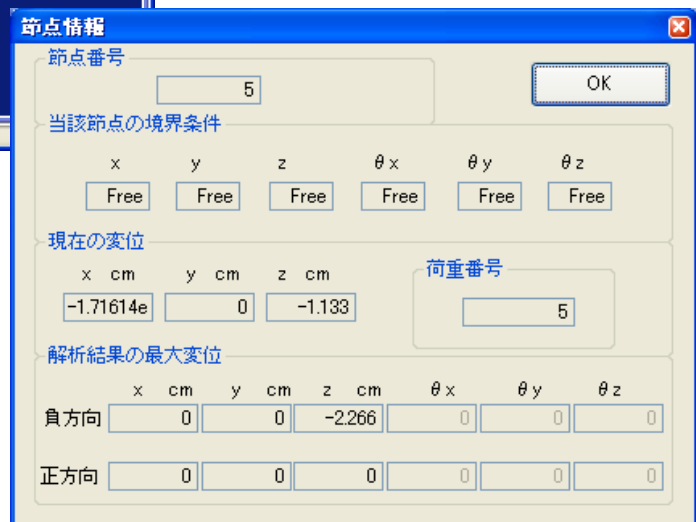 節点情報
節点番号
5
OK
当該節点の境界条件
x y z θx θy θz
Free Free Free Free Free Free
現在の変位
x cm y cm z cm
-1.71614e 0 -1.133
荷重番号
5
解析結果の最大変位
x cm y cm z cm θx θy θz
負方向 0 0 -2.266 0 0 0
正方向 0 0 0 0 0 0